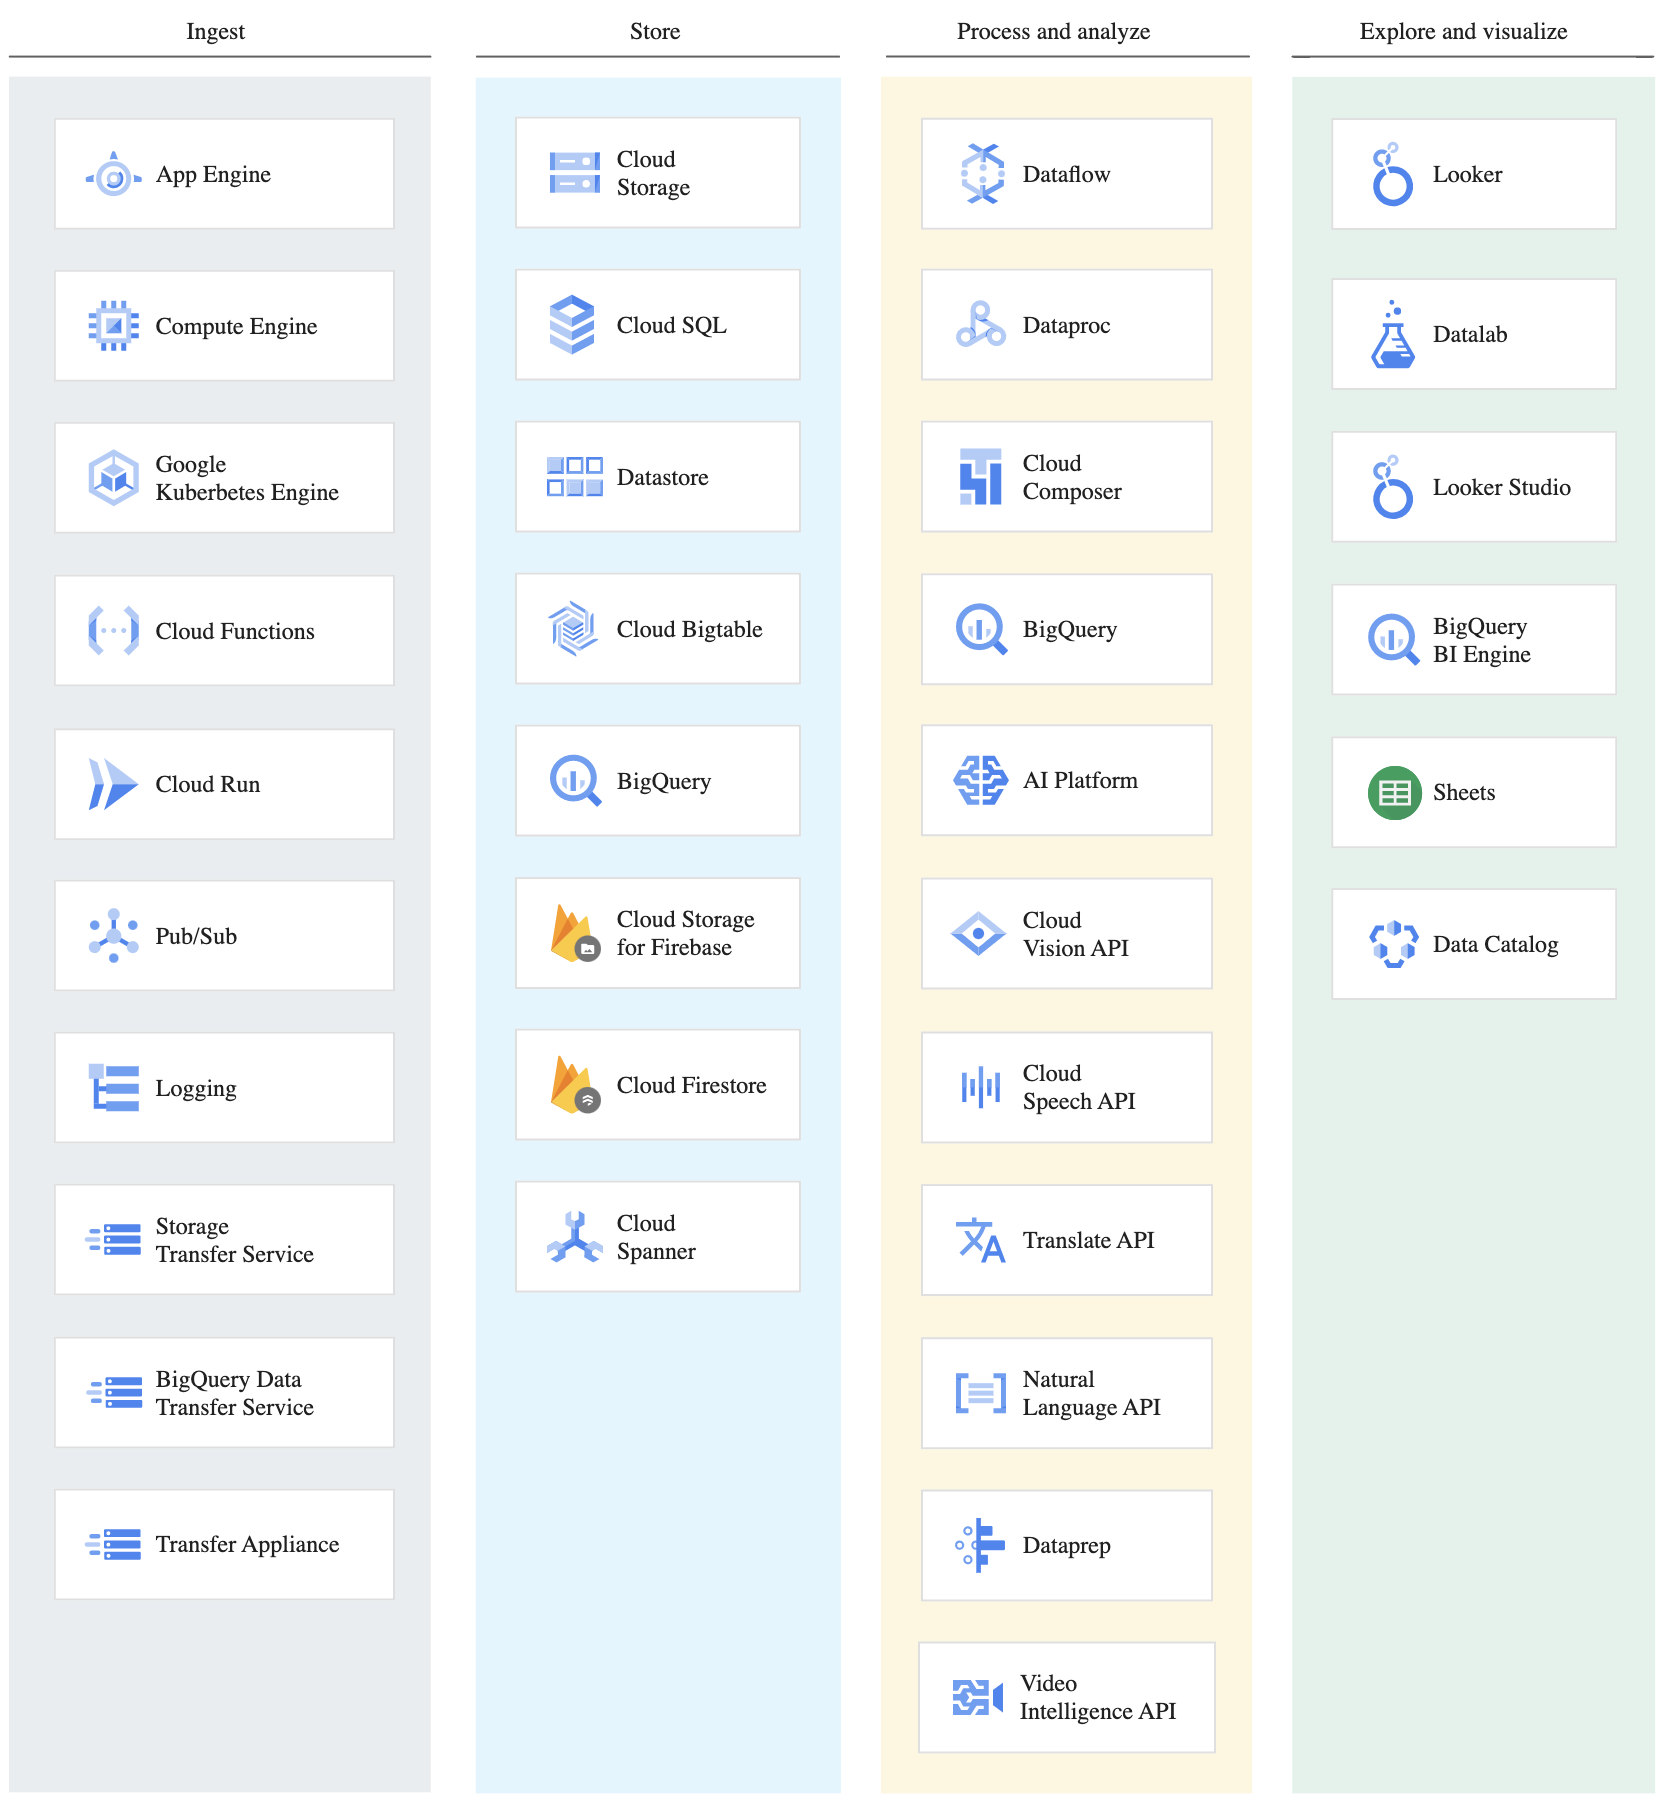 Ingest
App Engine
Compute Engine
Google
Kuberbetes Engine
Cloud Functions
Cloud Run
Pub/Sub
Logging
Storage
Transfer Service
BigQuery Data
Transfer Service
Transfer Appliance
Store
Cloud
Storage
Cloud SQL
Datastore
Cloud Bigtable
BigQuery
Cloud Storage
for Firebase
Cloud Firestore
Cloud
Spanner
Process and analyze
Dataflow
Dataproc
Cloud
Composer
BigQuery
AI Platform
Cloud
Vision API
Cloud
Speech API
Translate API
Natural
Language API
Dataprep
Video
Intelligence API
Explore and visualize
Looker
Datalab
Looker Studio
BigQuery
BI Engine
Sheets
Data Catalog